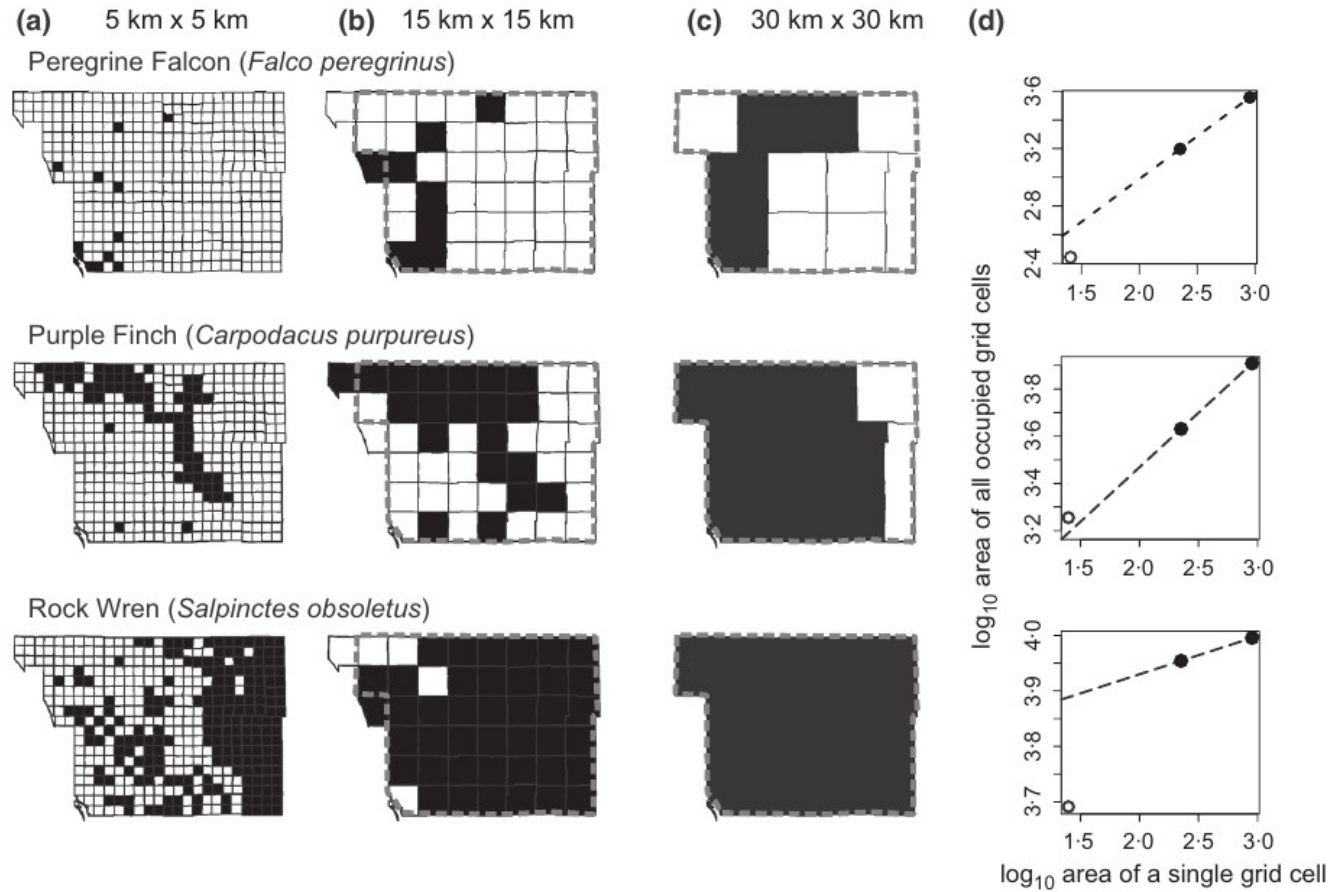 (a) 5 km x 5 km (b) 15 km x 15 km (c) 30 km x 30 km (d)
Peregrine Falcon (Falco peregrinus)
3·6
3·2
2·8
2·4
1·5 2·0 2·5 3·0
Purple Finch (Carpodacus purpureus)
3·8
3·6
3·4
3·2
1·5 2·0 2·5 3·0
Rock Wren (Salpinctes obsoletus)
4·0
3·9
3·8
3·7
1·5 2·0 2·5 3·0
log10 area of all occupied grid cells
log10 area of a single grid cell